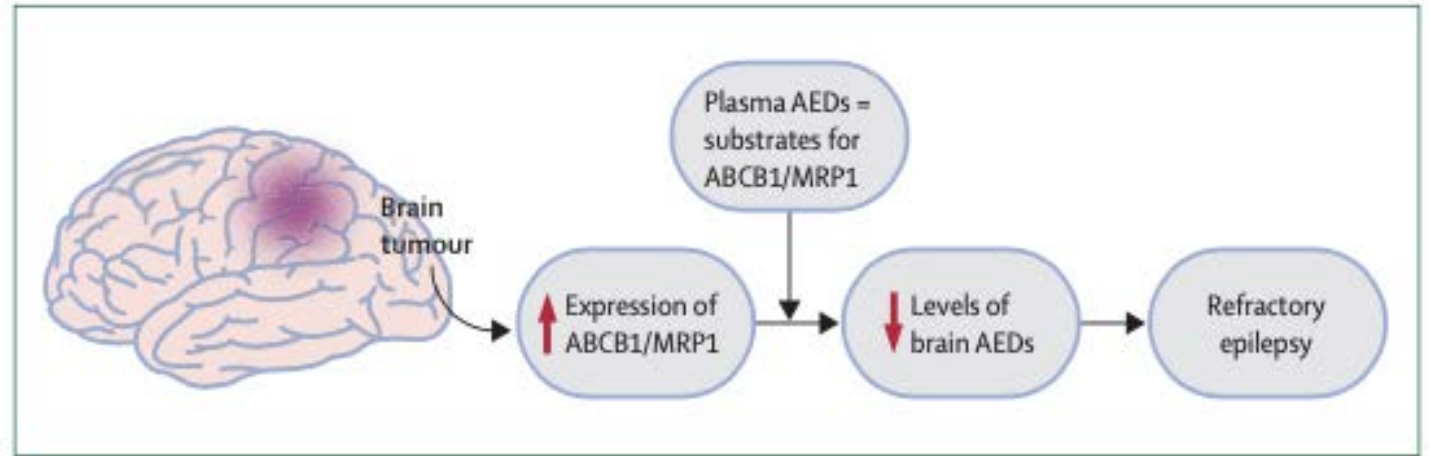 Plasma AEDs =
substrates for
ABCB1/MRP1
Brain
tumour
Expression of
ABCB1/MRP1
Levels of
brain AEDs
Refractory
epilepsy